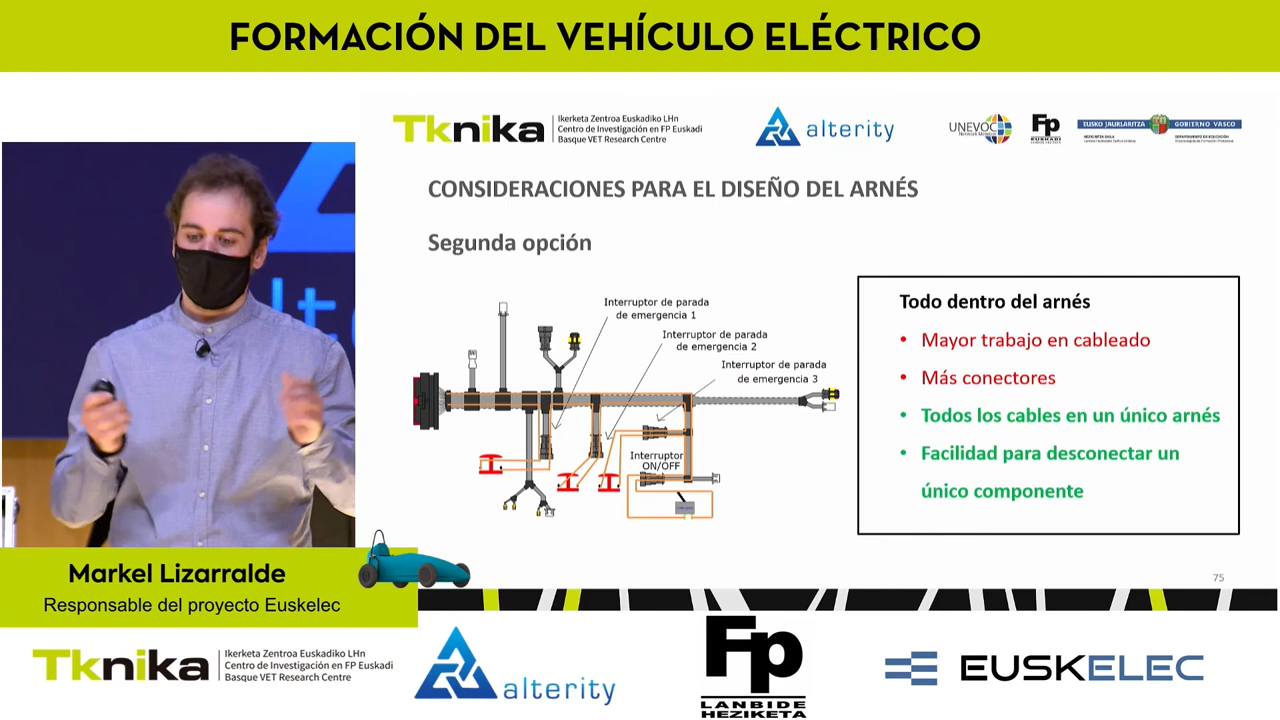 FORMACIÓN DEL VEHÍCULO ELÉCTRICO
Tknika
Ikerketa Zentroa Euskadiko LHn
Centro de Investigación en FP Euskadi
Basque VET Research Centre
alterity
UNEVOC
Fp
EUSKADI
EUSKO JAURLARITZA
GOBIERNO VASCO
CONSIDERACIONES PARA EL DISEÑO DEL ARNÉS
Segunda opción
Interruptor de parada
de emergencia 1
Interruptor de parada
de emergencia 2
Interruptor de parada
de emergencia 3
Interruptor
ON/OFF
Todo dentro del arnés
• Mayor trabajo en cableado
• Más conectores
• Todos los cables en un único arnés
• Facilidad para desconectar un
único componente
75
Markel Lizarralde
Responsable del proyecto Euskelec
Tknika
Ikerketa Zentroa Euskadiko LHn
Centro de Investigación en FP Euskadi
Basque VET Research Centre
alterity
Fp
LANBIDE
HEZIKETA
EUSKELEC